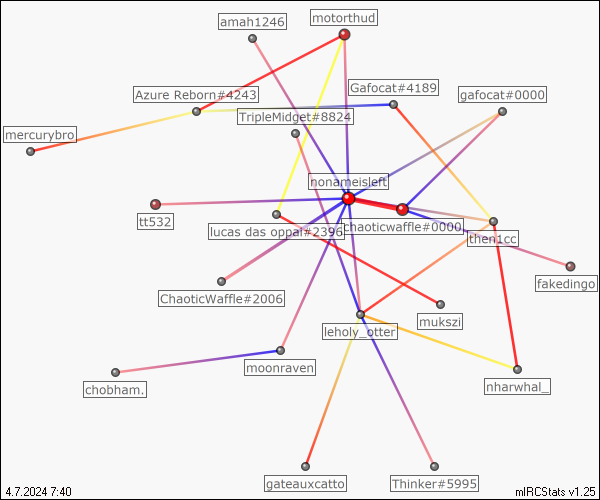 motorthud
amah1246
Azure Reborn#4243
Gafocat#4189
gafocat#0000
TripleMidget#8824
mercurybro
nonameisleft
tt532
lucas das oppai#2396
chaoticwaffle#0000
then1cc
fakedingo
ChaoticWaffle#2006
mukszi
leholy_otter
moonraven
chobham.
nharwhal_
gateauxcatto
Thinker#5995
4.7.2024 7:40
mIRCStats v1.25